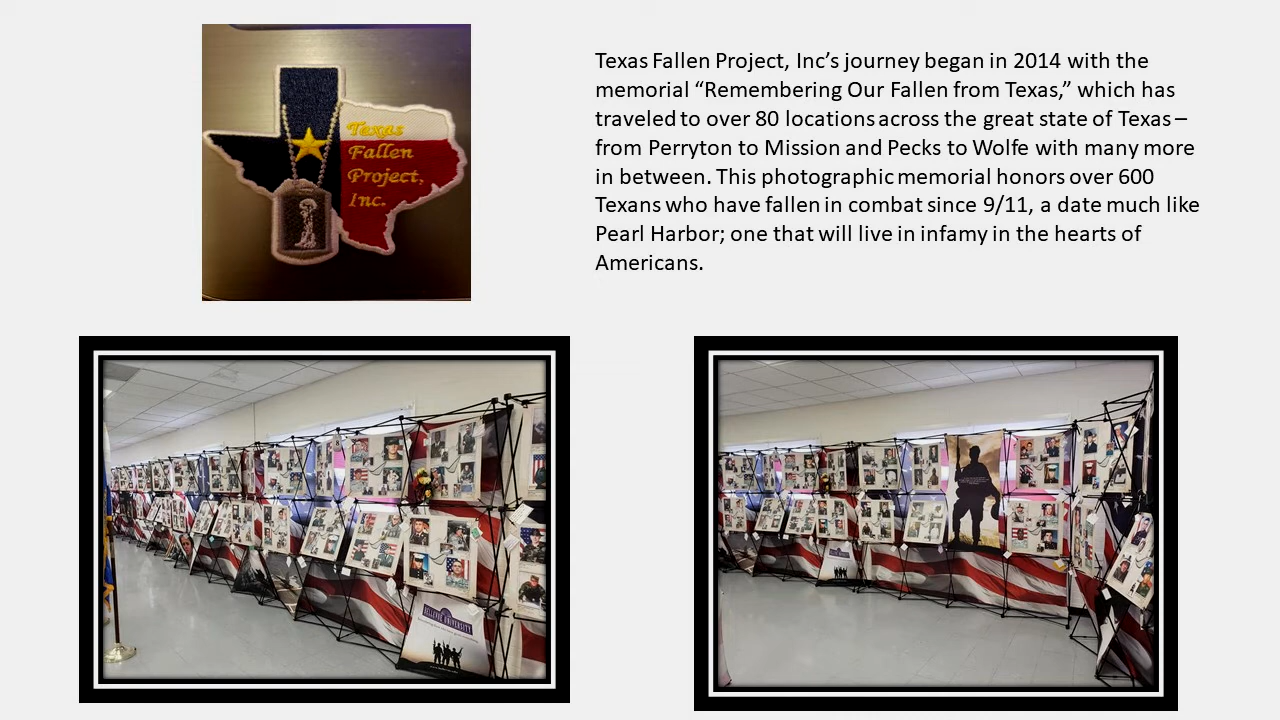 Texas
Fallen
Project,
Inc.
Texas Fallen Project, Inc’s journey began in 2014 with the
memorial “Remembering Our Fallen from Texas,” which has
traveled to over 80 locations across the great state of Texas –
from Perryton to Mission and Pecks to Wolfe with many more
in between. This photographic memorial honors over 600
Texans who have fallen in combat since 9/11, a date much like
Pearl Harbor; one that will live in infamy in the hearts of
Americans.
BELLEVUE UNIVERSITY